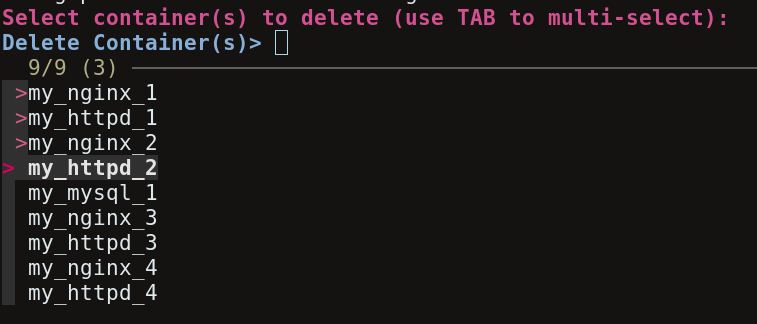 Select container(s) to delete (use TAB to multi-select):
Delete Container(s)>
9/9 (3)
>my_nginx_1
>my_httpd_1
>my_nginx_2
> my_httpd_2
my_mysql_1
my_nginx_3
my_httpd_3
my_nginx_4
my_httpd_4